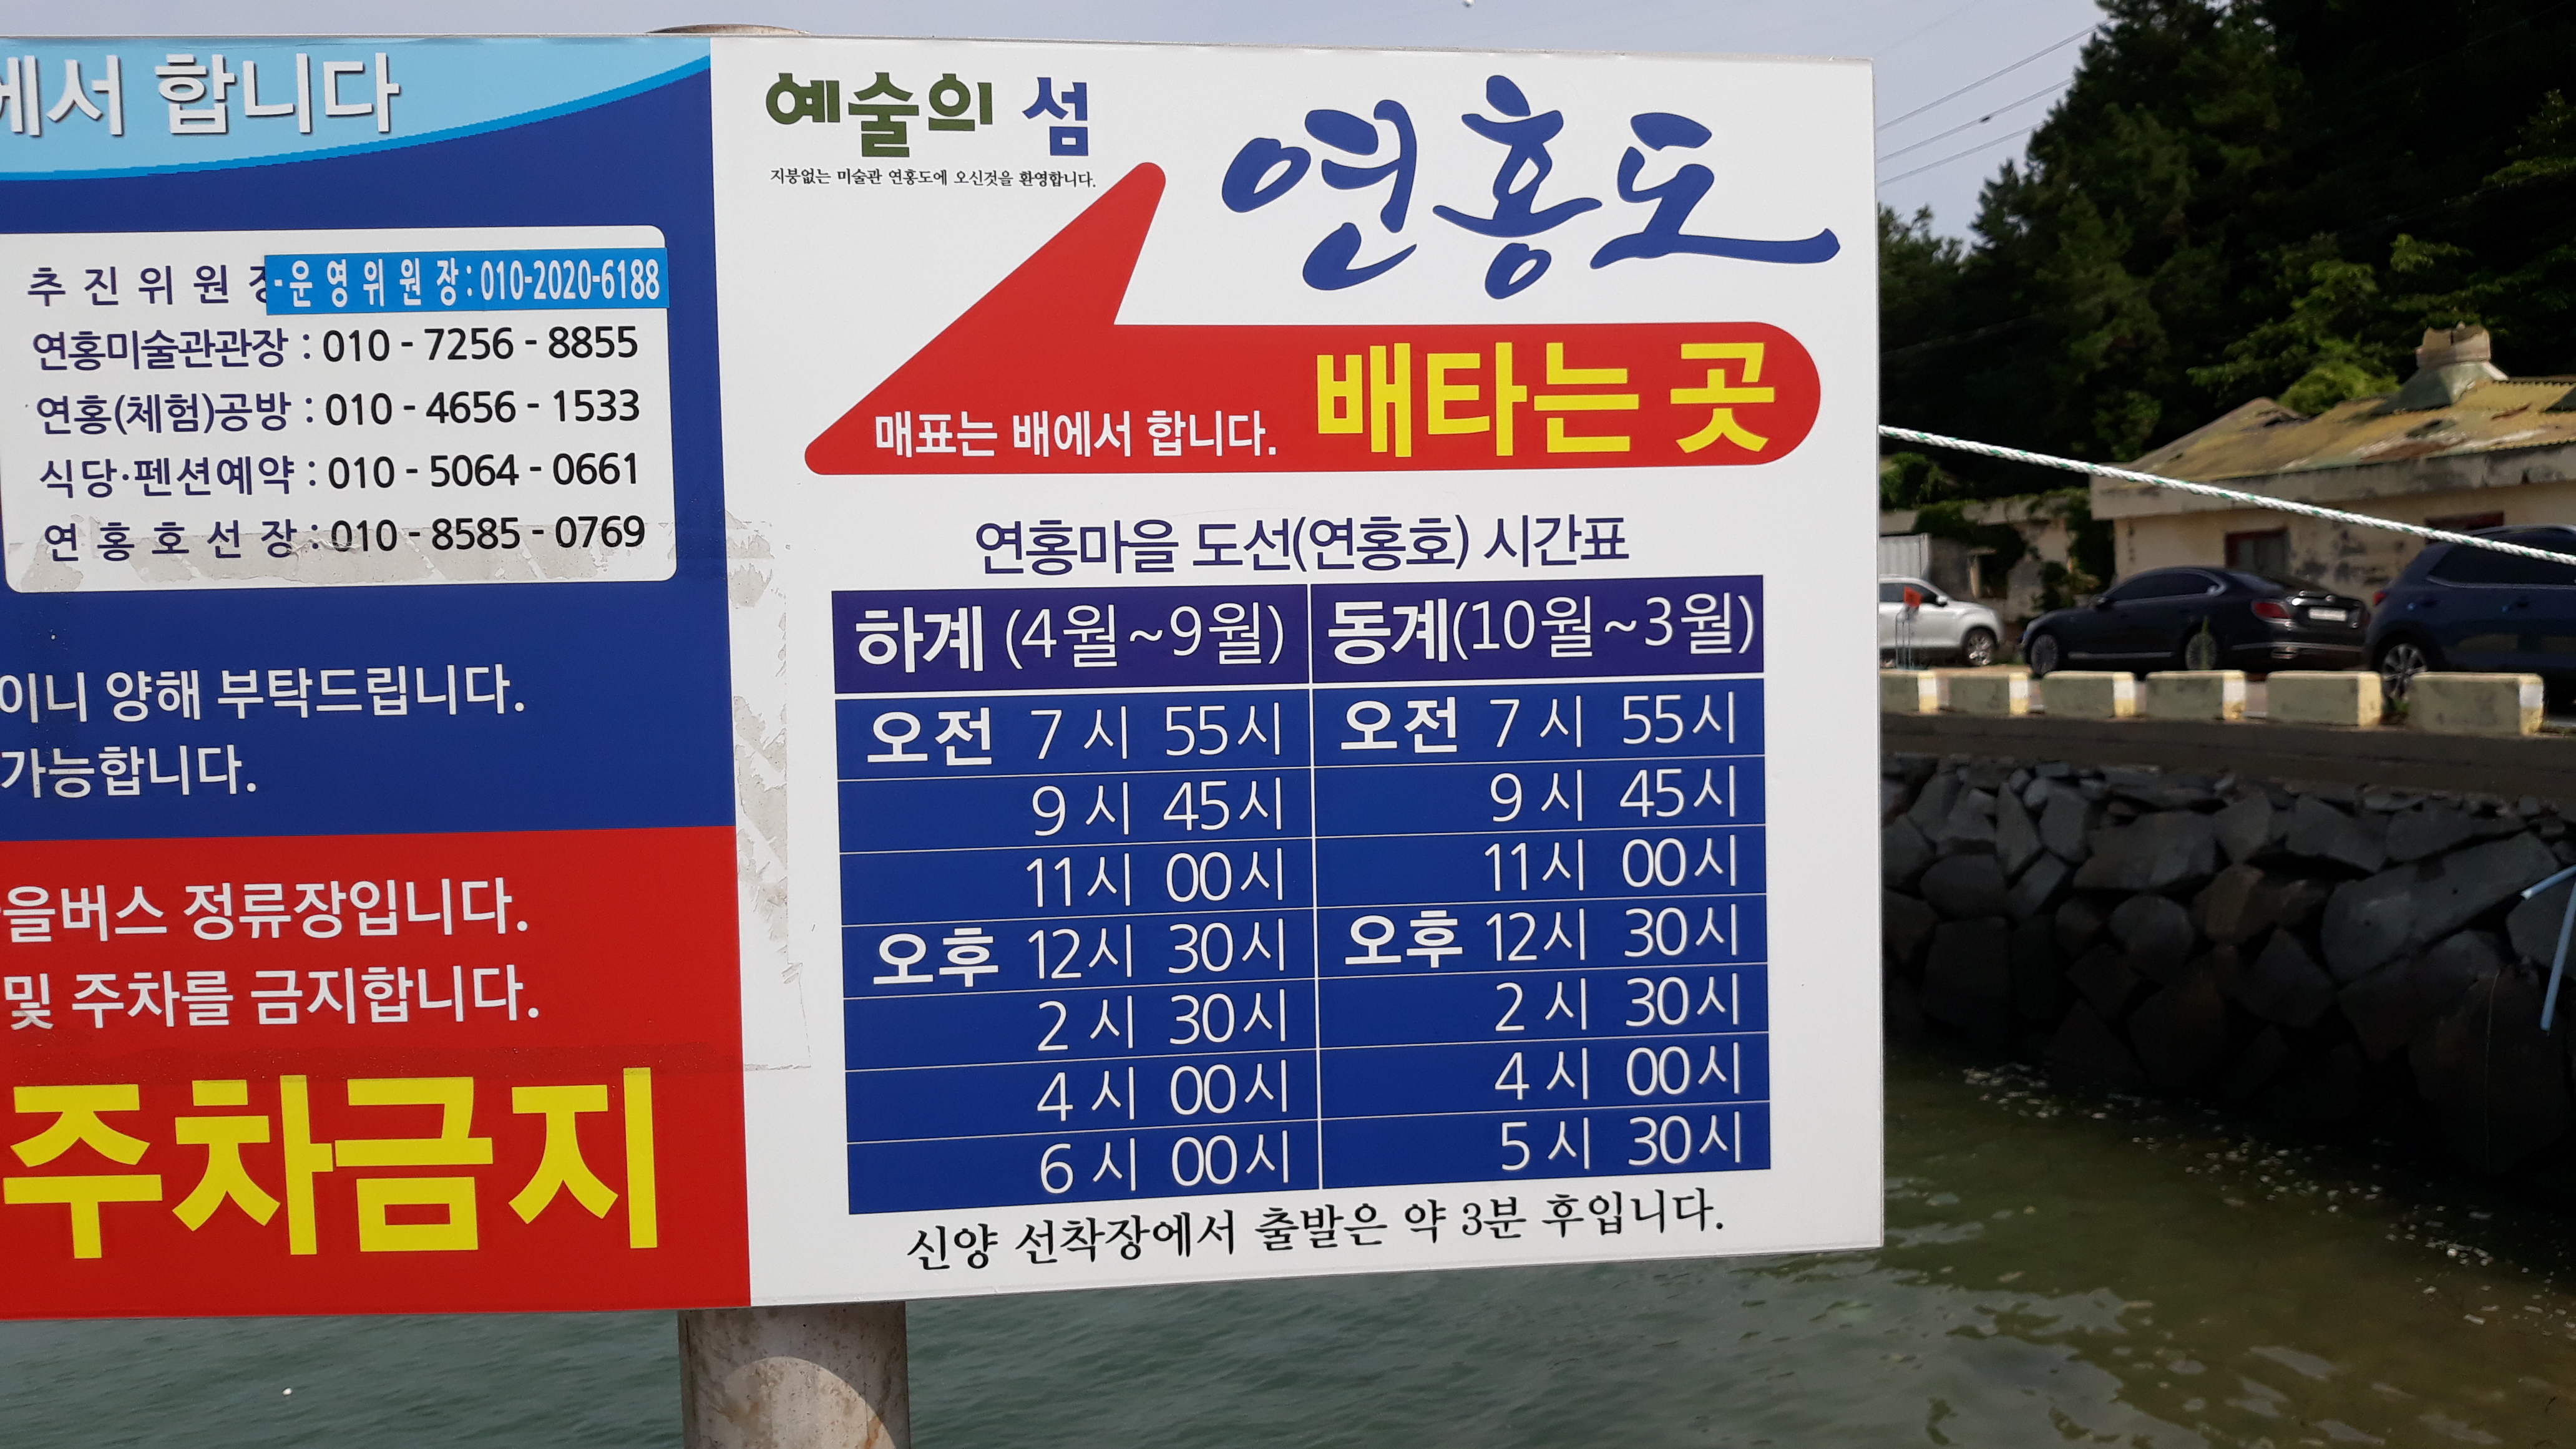 에서 합니다
추 진 위 원
-운 영 위 원 장:010-2020-6188
연홍미술관관장 : 010 - 7256 - 8855
연홍(체험)공방 : 010 - 4656 - 1533
식당·펜션예약 : 010 - 5064 - 0661
연 홍 호 선 장 : 010 - 8585 - 0769
이니 양해 부탁드립니다.
가능합니다.
을버스 정류장입니다.
및 주차를 금지합니다.
주차금지
예술의 섬
지붕없는 미술관 연홍도에 오신것을 환영합니다.
연홍도
매표는 배에서 합니다. 배타는 곳
연홍마을 도선(연홍호) 시간표
하계 (4월~9월) 동계(10월~3월)
오전 7 시 55시 오전 7 시 55시
9 시 45시 9 시 45시
11시 00시 11시 00시
오후 12시 30시 오후 12시 30시
2 시 30시 2 시 30시
4 시 00시 4 시 00시
6 시 00시 5 시 30시
신양 선착장에서 출발은 약 3분 후입니다.